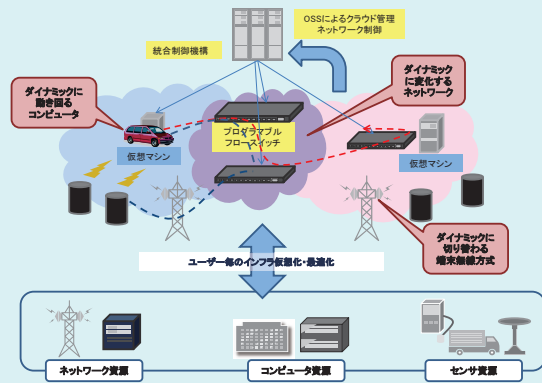 OSSによるクラウド管理
ネットワーク制御
統合制御機構
ダイナミックに
動き回る
コンピュータ
ダイナミック
に変化する
ネットワーク
プログラマブル
フロースイッチ
仮想マシン
仮想マシン
ダイナミックに
切り替わる
端末無線方式
ユーザー毎のインフラ仮想化・最適化
ネットワーク資源
コンピュータ資源
センサ資源